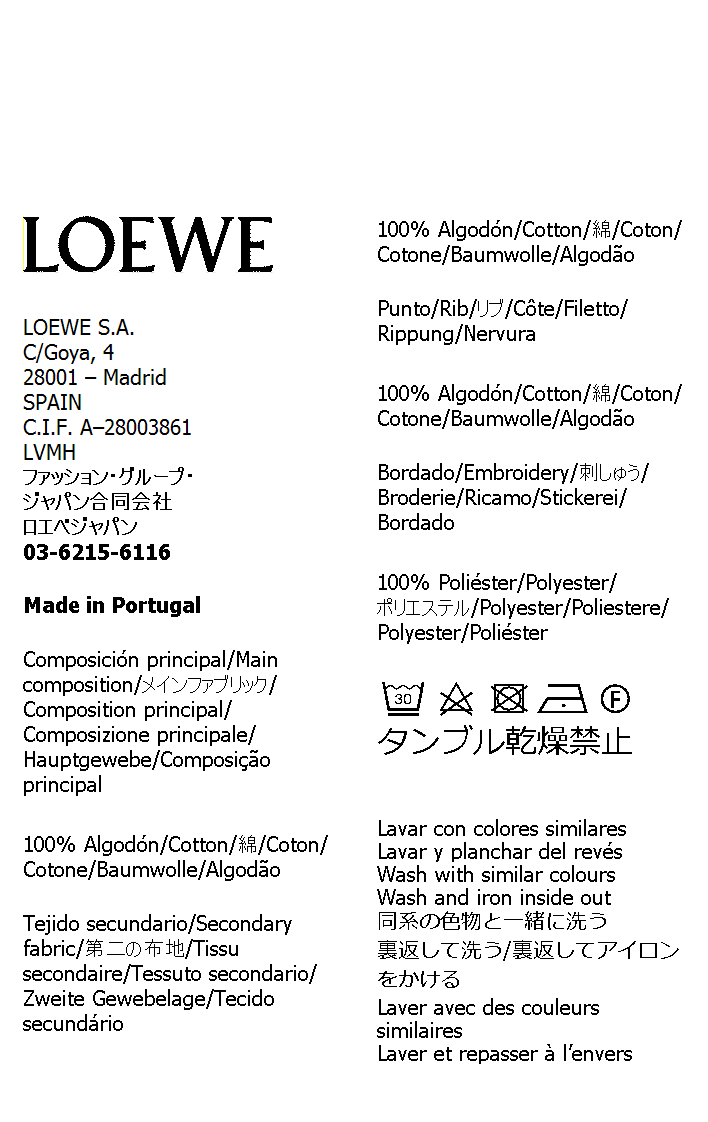 LOEWE
LOEWE S.A.
C/Goya, 4
28001 – Madrid
SPAIN
C.I.F. A–28003861
LVMH
ファッション・グループ・
ジャパン合同会社
ロエベジャパン
03-6215-6116
Made in Portugal
Composición principal/Main
composition/メインファブリック/
Composition principal/
Composizione principale/
Hauptgewebe/Composição
principal
100% Algodón/Cotton/綿/Coton/
Cotone/Baumwolle/Algodão
Tejido secundario/Secondary
fabric/第二の布地/Tissu
secondaire/Tessuto secondario/
Zweite Gewebelage/Tecido
secundário
100% Algodón/Cotton/綿/Coton/
Cotone/Baumwolle/Algodão
Punto/Rib/リブ/Côte/Filetto/
Rippung/Nervura
100% Algodón/Cotton/綿/Coton/
Cotone/Baumwolle/Algodão
Bordado/Embroidery/刺しゅう/
Broderie/Ricamo/Stickerei/
Bordado
100% Poliéster/Polyester/
ポリエステル/Polyester/Poliestere/
Polyester/Poliéster
30 F
タンブル乾燥禁止
Lavar con colores similares
Lavar y planchar del revés
Wash with similar colours
Wash and iron inside out
同系の色物と一緒に洗う
裏返して洗う/裏返してアイロン
をかける
Laver avec des couleurs
similaires
Laver et repasser à l’envers